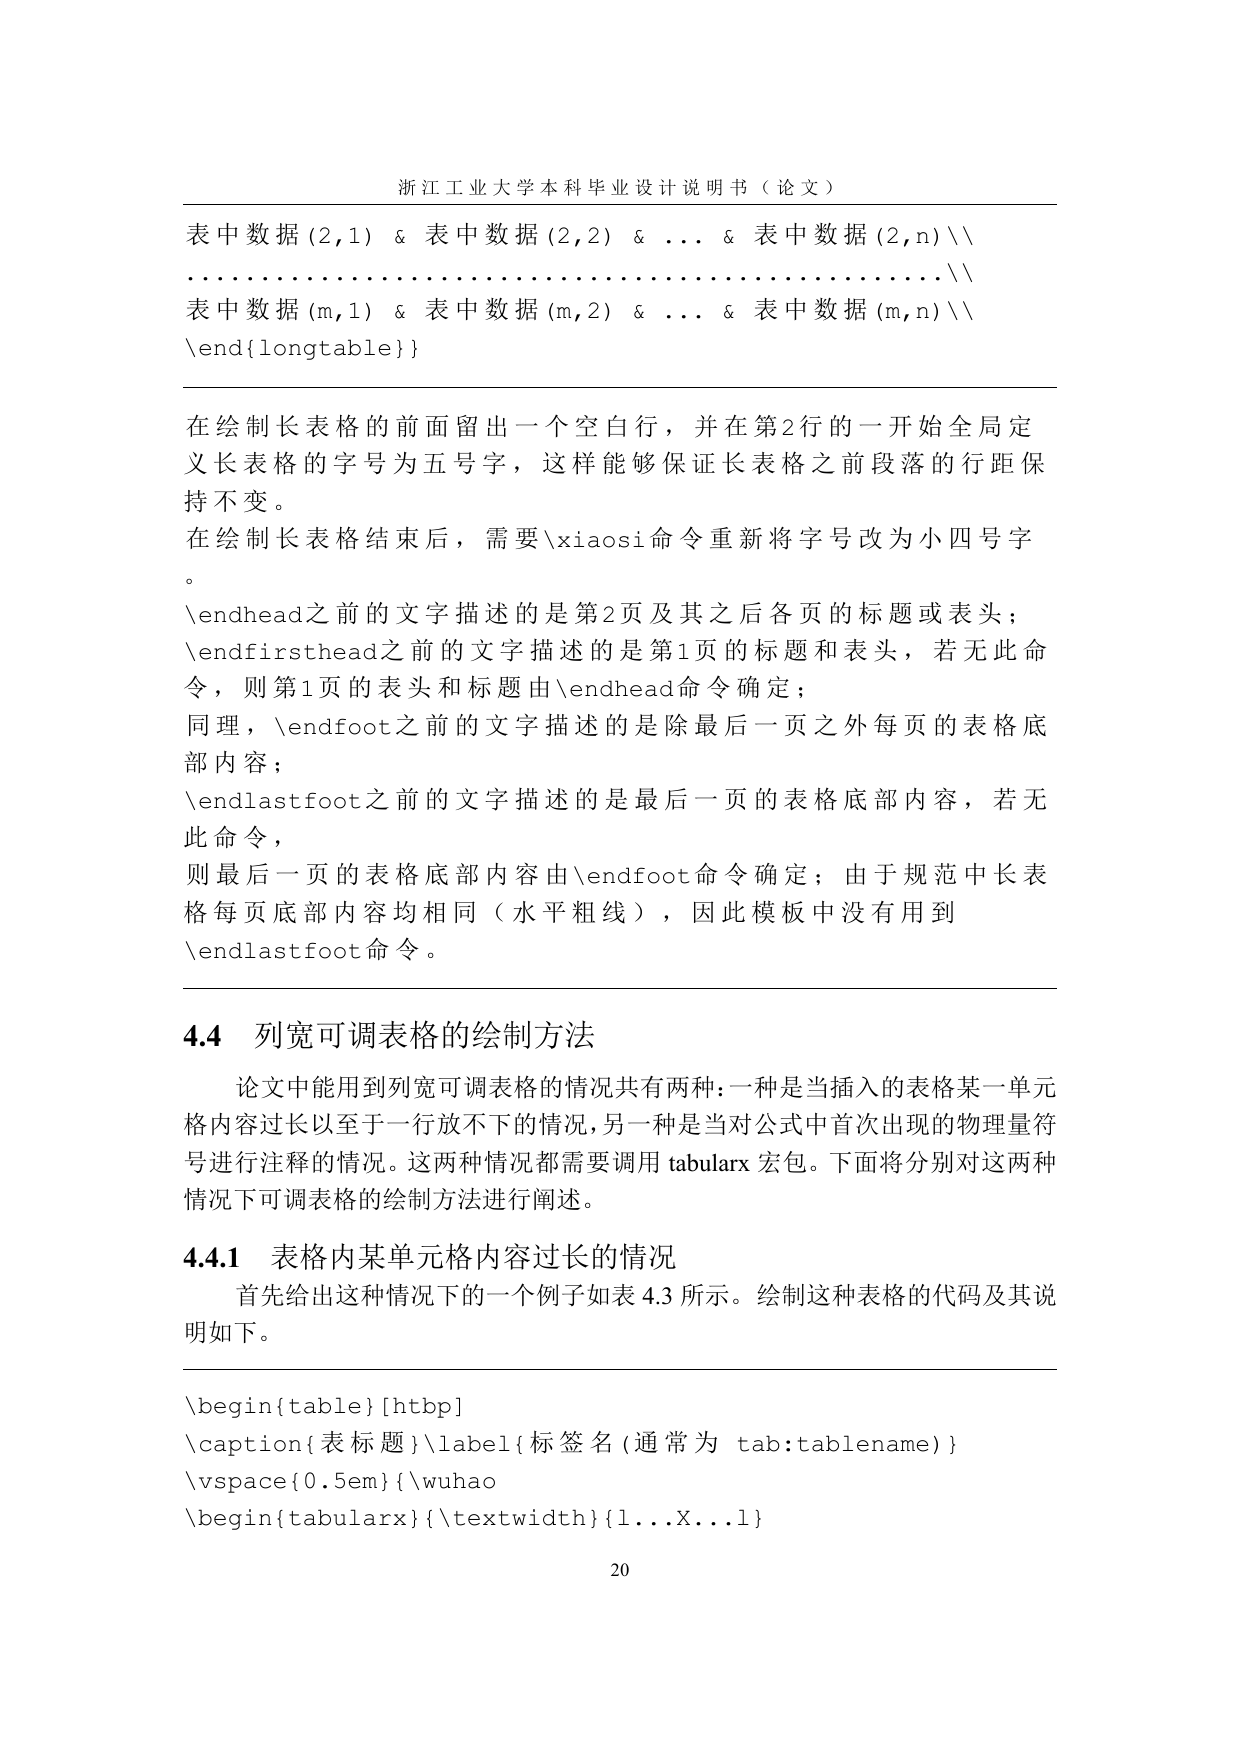 浙江工业大学本科毕业设计说明书（论文）
表中数据(2,1) & 表中数据(2,2) & ... & 表中数据(2,n)\\
...................................................\\
表中数据(m,1) & 表中数据(m,2) & ... & 表中数据(m,n)\\
\end{longtable}}
在绘制长表格的前面留出一个空白行，并在第2行的一开始全局定
义长表格的字号为五号字，这样能够保证长表格之前段落的行距保
持不变。
在绘制长表格结束后，需要\xiaosi命令重新将字号改为小四号字
。
\endhead之前的文字描述的是第2页及其之后各页的标题或表头；
\endfirsthead之前的文字描述的是第1页的标题和表头，若无此命
令，则第1页的表头和标题由\endhead命令确定；
同理，\endfoot之前的文字描述的是除最后一页之外每页的表格底
部内容；
\endlastfoot之前的文字描述的是最后一页的表格底部内容，若无
此命令，
则最后一页的表格底部内容由\endfoot命令确定；由于规范中长表
格每页底部内容均相同（水平粗线），因此模板中没有用到
\endlastfoot命令。
4.4 列宽可调表格的绘制方法
论文中能用到列宽可调表格的情况共有两种：一种是当插入的表格某一单元
格内容过长以至于一行放不下的情况，另一种是当对公式中首次出现的物理量符
号进行注释的情况。这两种情况都需要调用 tabularx 宏包。下面将分别对这两种
情况下可调表格的绘制方法进行阐述。
4.4.1 表格内某单元格内容过长的情况
首先给出这种情况下的一个例子如表 4.3 所示。绘制这种表格的代码及其说
明如下。
\begin{table}[htbp]
\caption{表标题}\label{标签名(通常为 tab:tablename)}
\vspace{0.5em}{\wuhao
\begin{tabularx}{\textwidth}{l...X...l}
20